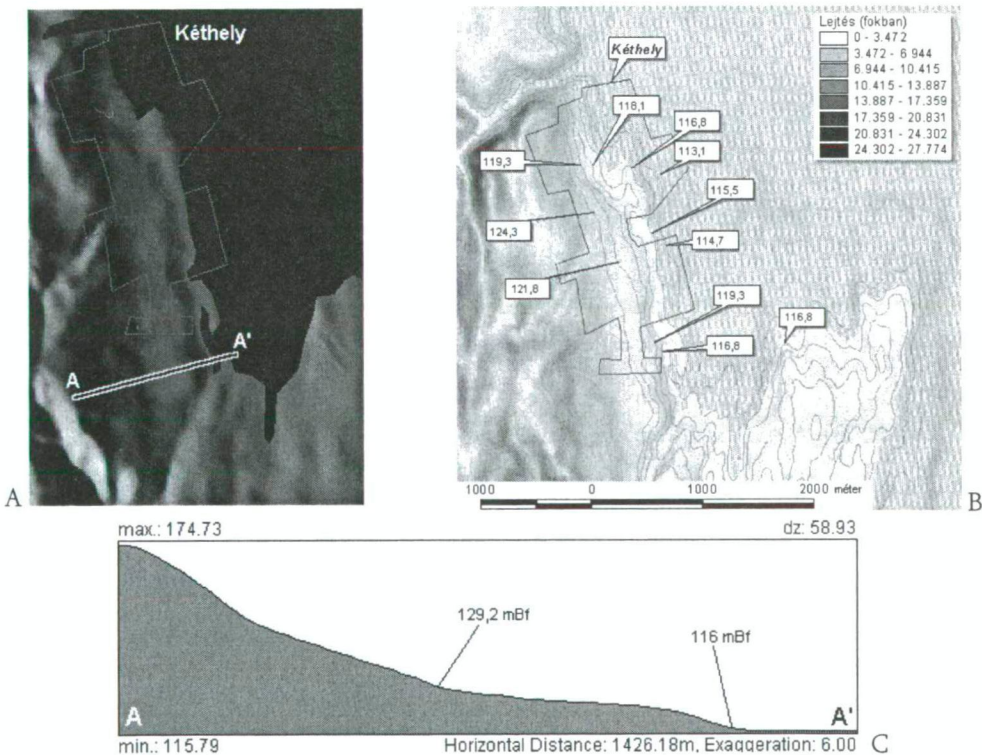 Kéthely
A
A'
A
Lejtés (fokban)
0 - 3.472
3.472 - 6.944
6.944 - 10.415
10.415 - 13.887
13.887 - 17.359
17.359 - 20.831
20.831 - 24.302
24.302 - 27.774
Kéthely
118,1
116,8
119,3
113,1
115,5
124,3
114,7
121,8
119,3
116,8
116,8
1000
0
1000
2000 méter
B
max.: 174.73
dz: 58.93
129,2 mBf
116 mBf
A
A'
min.: 115.79
Horizontal Distance: 1426.18m, Exaggeration: 6.00
C